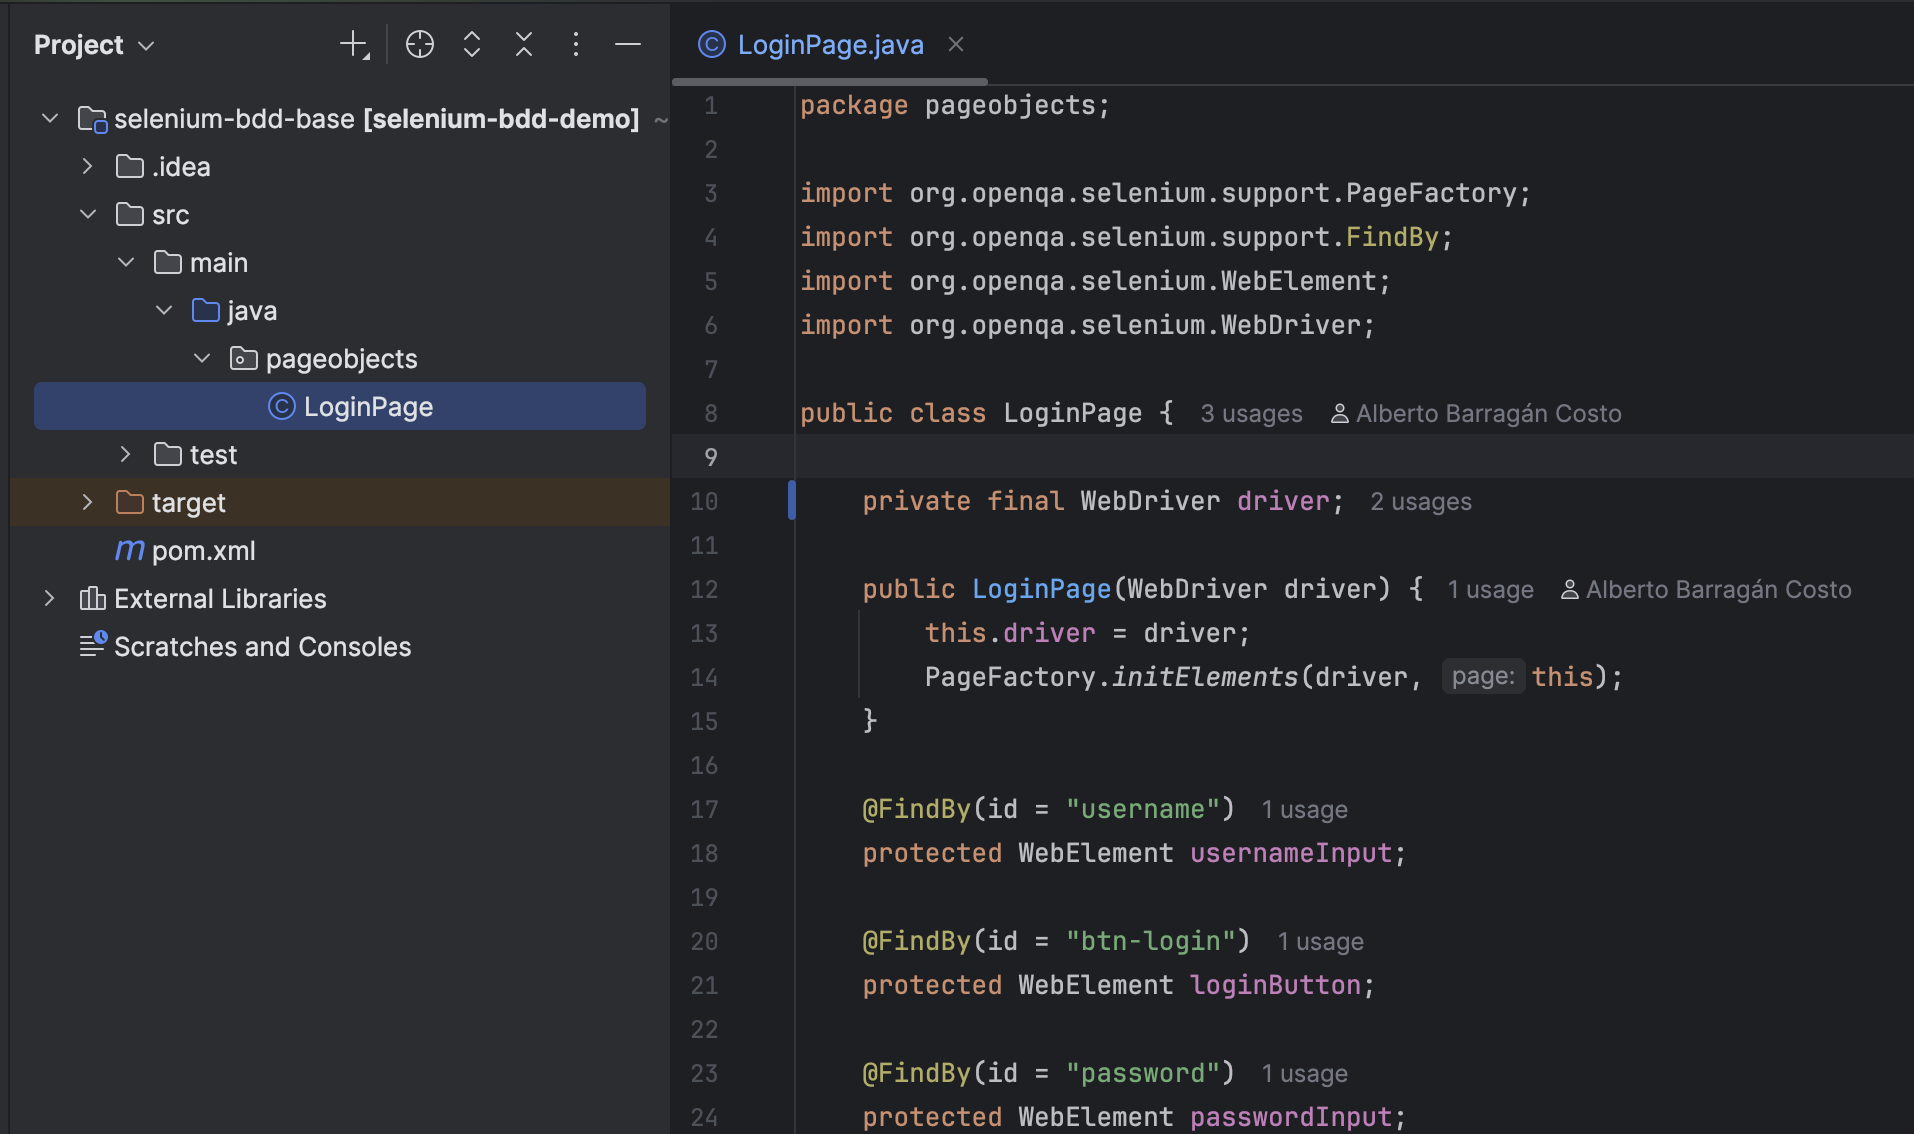 Project
selenium-bdd-base [selenium-bdd-demo] ~
.idea
src
main
java
pageobjects
LoginPage
test
target
pom.xml
External Libraries
Scratches and Consoles
LoginPage.java
1 package pageobjects;
2
3 import org.openqa.selenium.support.PageFactory;
4 import org.openqa.selenium.support.FindBy;
5 import org.openqa.selenium.WebElement;
6 import org.openqa.selenium.WebDriver;
7
8 public class LoginPage { 3 usages Alberto Barragán Costo
9
10 private final WebDriver driver; 2 usages
11
12 public LoginPage(WebDriver driver) { 1 usage Alberto Barragán Costo
13 this.driver = driver;
14 PageFactory.initElements(driver, page: this);
15 }
16
17 @FindBy(id = "username") 1 usage
18 protected WebElement usernameInput;
19
20 @FindBy(id = "btn-login") 1 usage
21 protected WebElement loginButton;
22
23 @FindBy(id = "password") 1 usage
24 protected WebElement passwordInput;